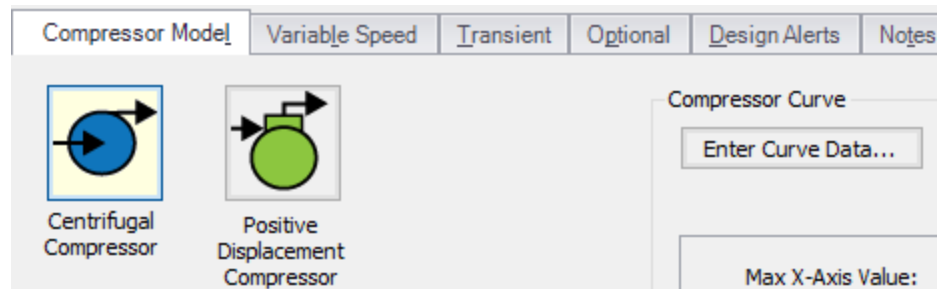 Compressor Model Variable Speed Transient Optional Design Alerts Notes
Compressor Curve
Enter Curve Data...
Centrifugal
Compressor
Positive
Displacement
Compressor
Max X-Axis Value: